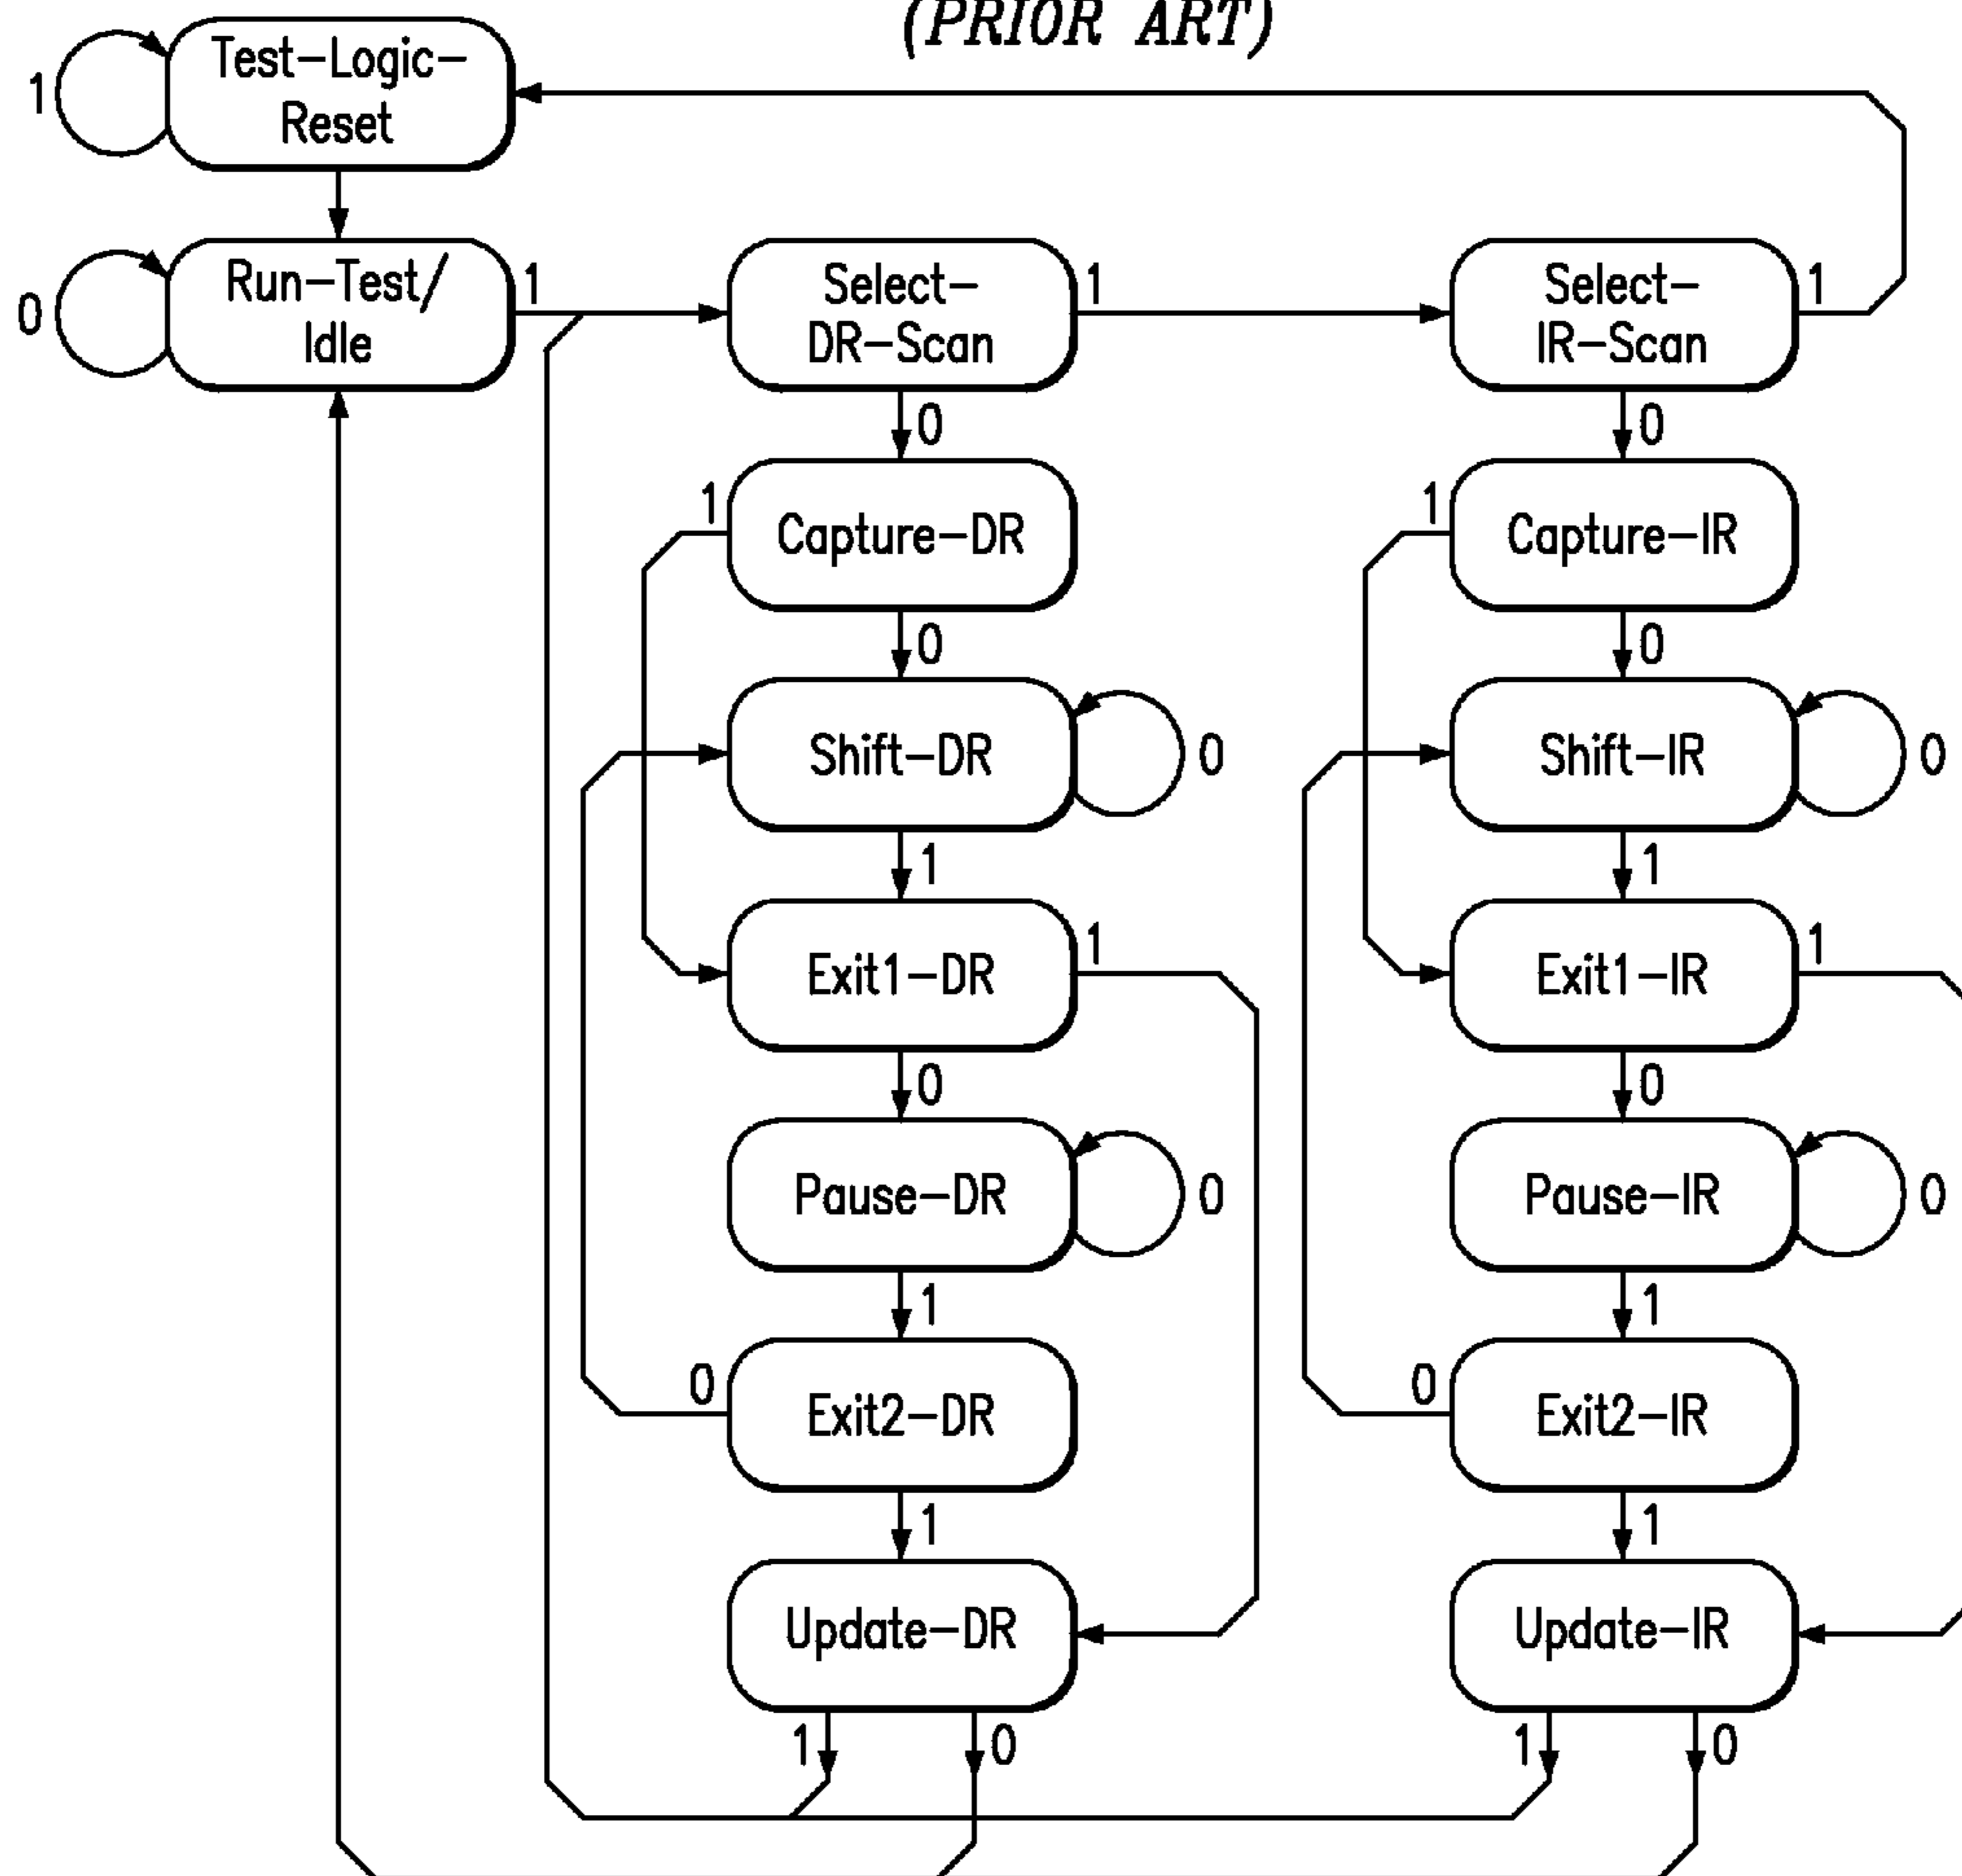 (PRIOR ART)
Test-Logic-
Reset
1
Run-Test/
Idle
0
1
Select-
DR-Scan
1
Select-
IR-Scan
1
0
0
1
Capture-DR
1
Capture-IR
0
0
Shift-DR
0
Shift-IR
0
1
1
Exit1-DR
1
Exit1-IR
1
0
0
Pause-DR
0
Pause-IR
0
1
1
0
Exit2-DR
0
Exit2-IR
1
1
Update-DR
Update-IR
1
0
1
0